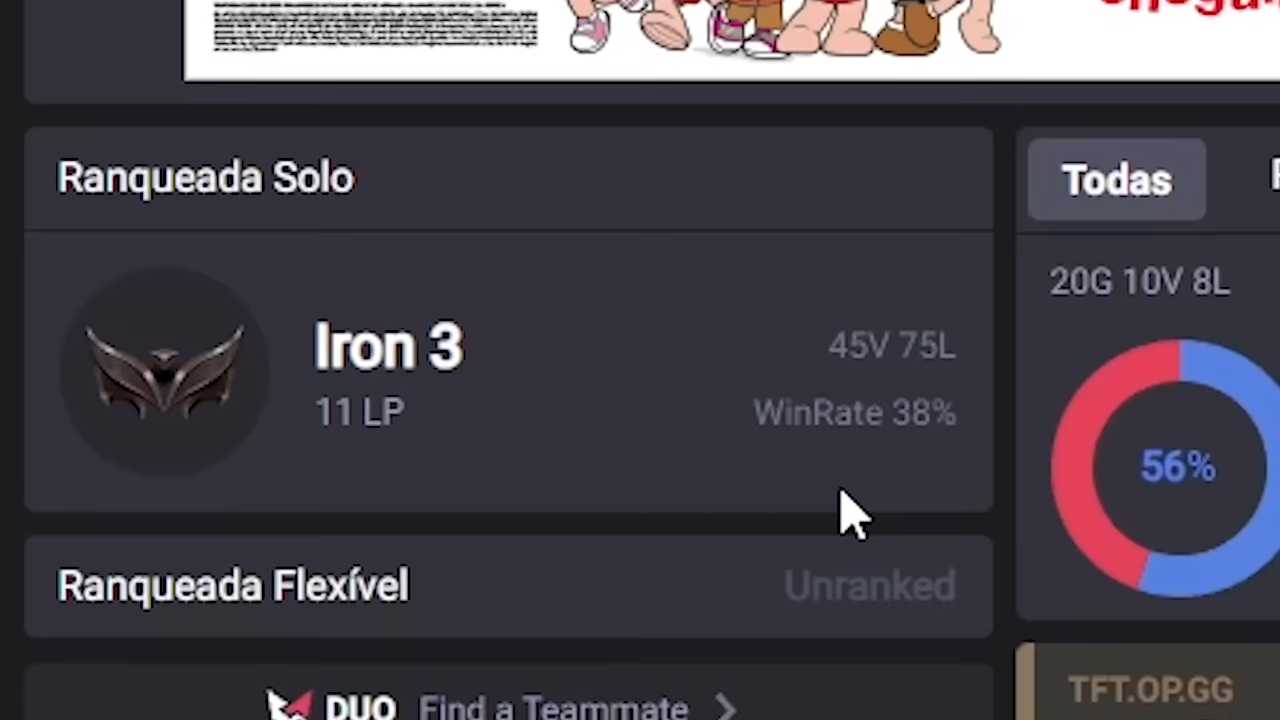 Ranqueada Solo
Iron 3
11 LP
45V 75L
WinRate 38%
Ranqueada Flexível
Unranked
DUO Find a Teammate
Todas
20G 10V 8L
56%
TFT.OP.GG